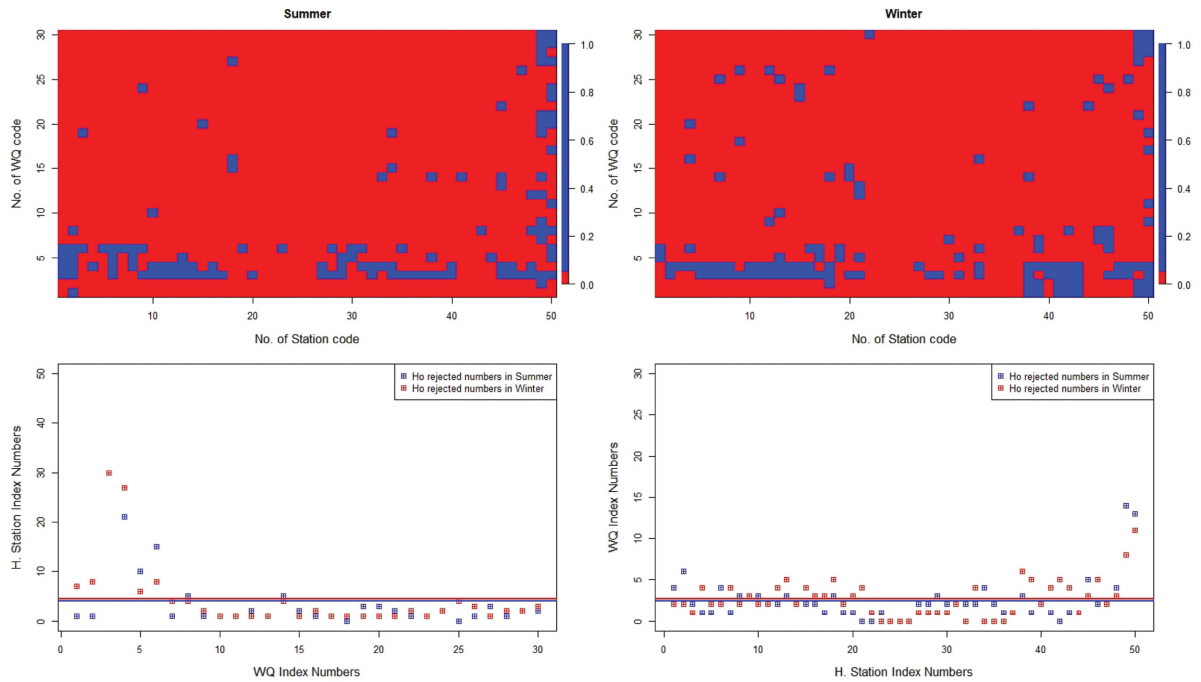 Summer
30
25
20
15
10
5
No. of WQ code
10 20 30 40 50
No. of Station code
1.0
0.8
0.6
0.4
0.2
0.0
Winter
30
25
20
15
10
5
No. of WQ code
10 20 30 40 50
No. of Station code
1.0
0.8
0.6
0.4
0.2
0.0
50
40
30
20
10
0
H. Station Index Numbers
Ho rejected numbers in Summer
Ho rejected numbers in Winter
0 5 10 15 20 25 30
WQ Index Numbers
30
25
20
15
10
5
0
WQ Index Numbers
Ho rejected numbers in Summer
Ho rejected numbers in Winter
0 10 20 30 40 50
H. Station Index Numbers